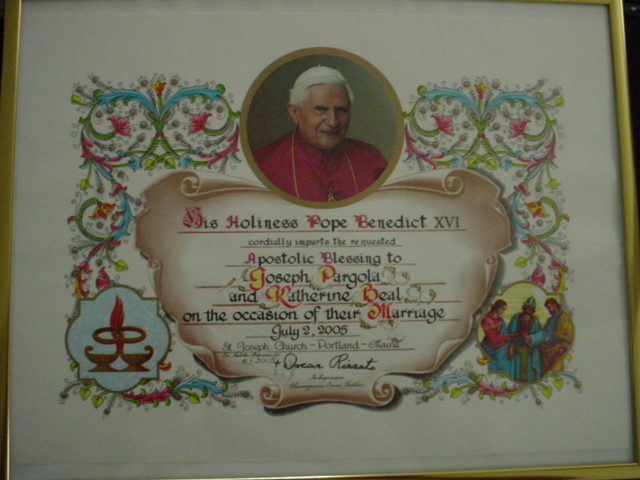 His Holiness Pope Benedict XVI
cordially imparts the requested
Apostolic Blessing to
Joseph Pargola
and Katherine Beal
on the occasion of their Marriage
July 2, 2005
St. Joseph Church - Portland - Maine
† Oscar Rizzato